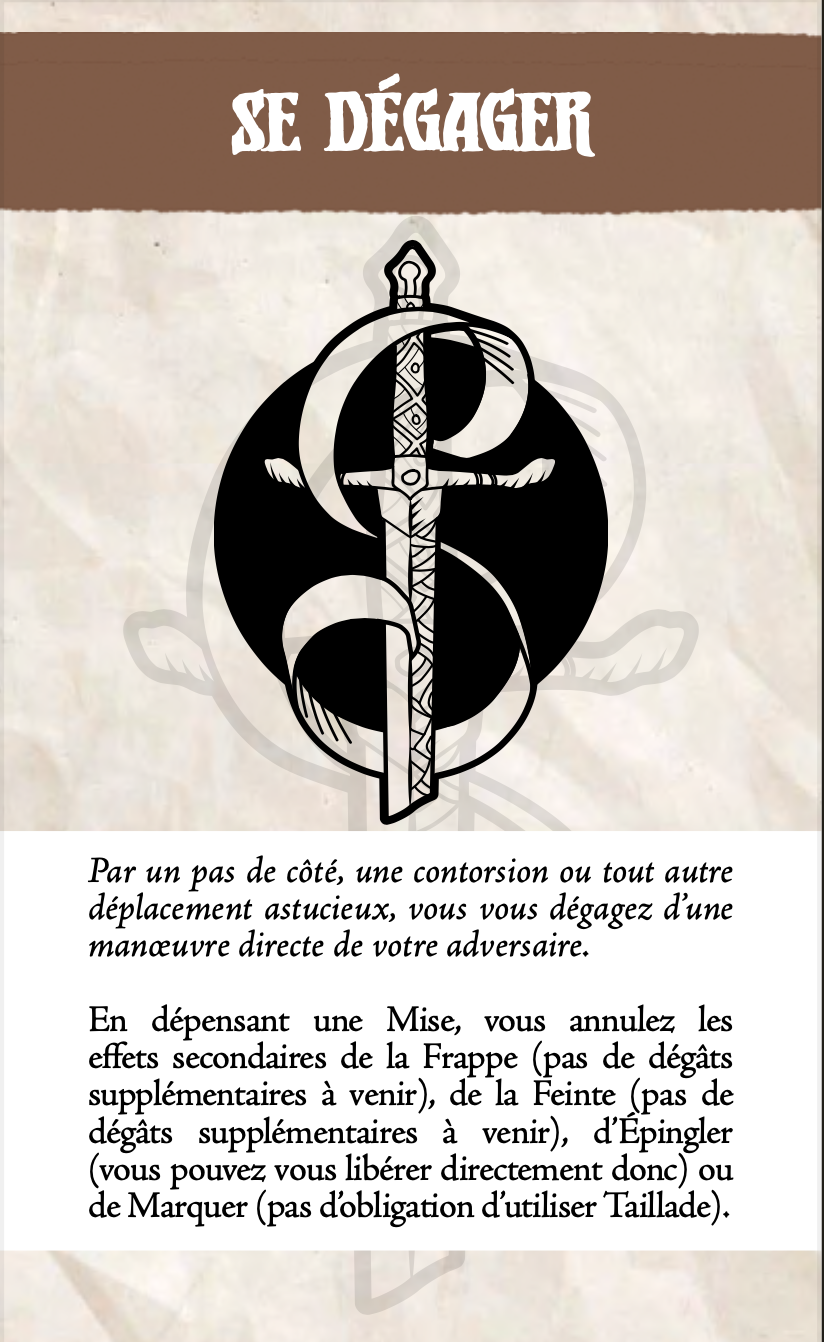 SE DÉGAGER
Par un pas de côté, une contorsion ou tout autre
déplacement astucieux, vous vous dégagez d'une
manœuvre directe de votre adversaire.
En dépensant une Mise, vous annulez les
effets secondaires de la Frappe (pas de dégâts
supplémentaires à venir), de la Feinte (pas de
dégâts supplémentaires à venir), d'Épingler
(vous pouvez vous libérer directement donc) ou
de Marquer (pas d'obligation d'utiliser Taillade).